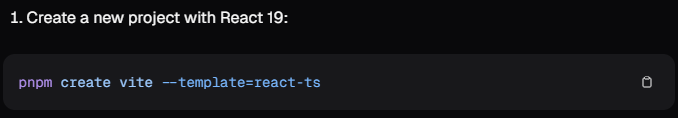 1. Create a new project with React 19:
pnpm create vite --template=react-ts